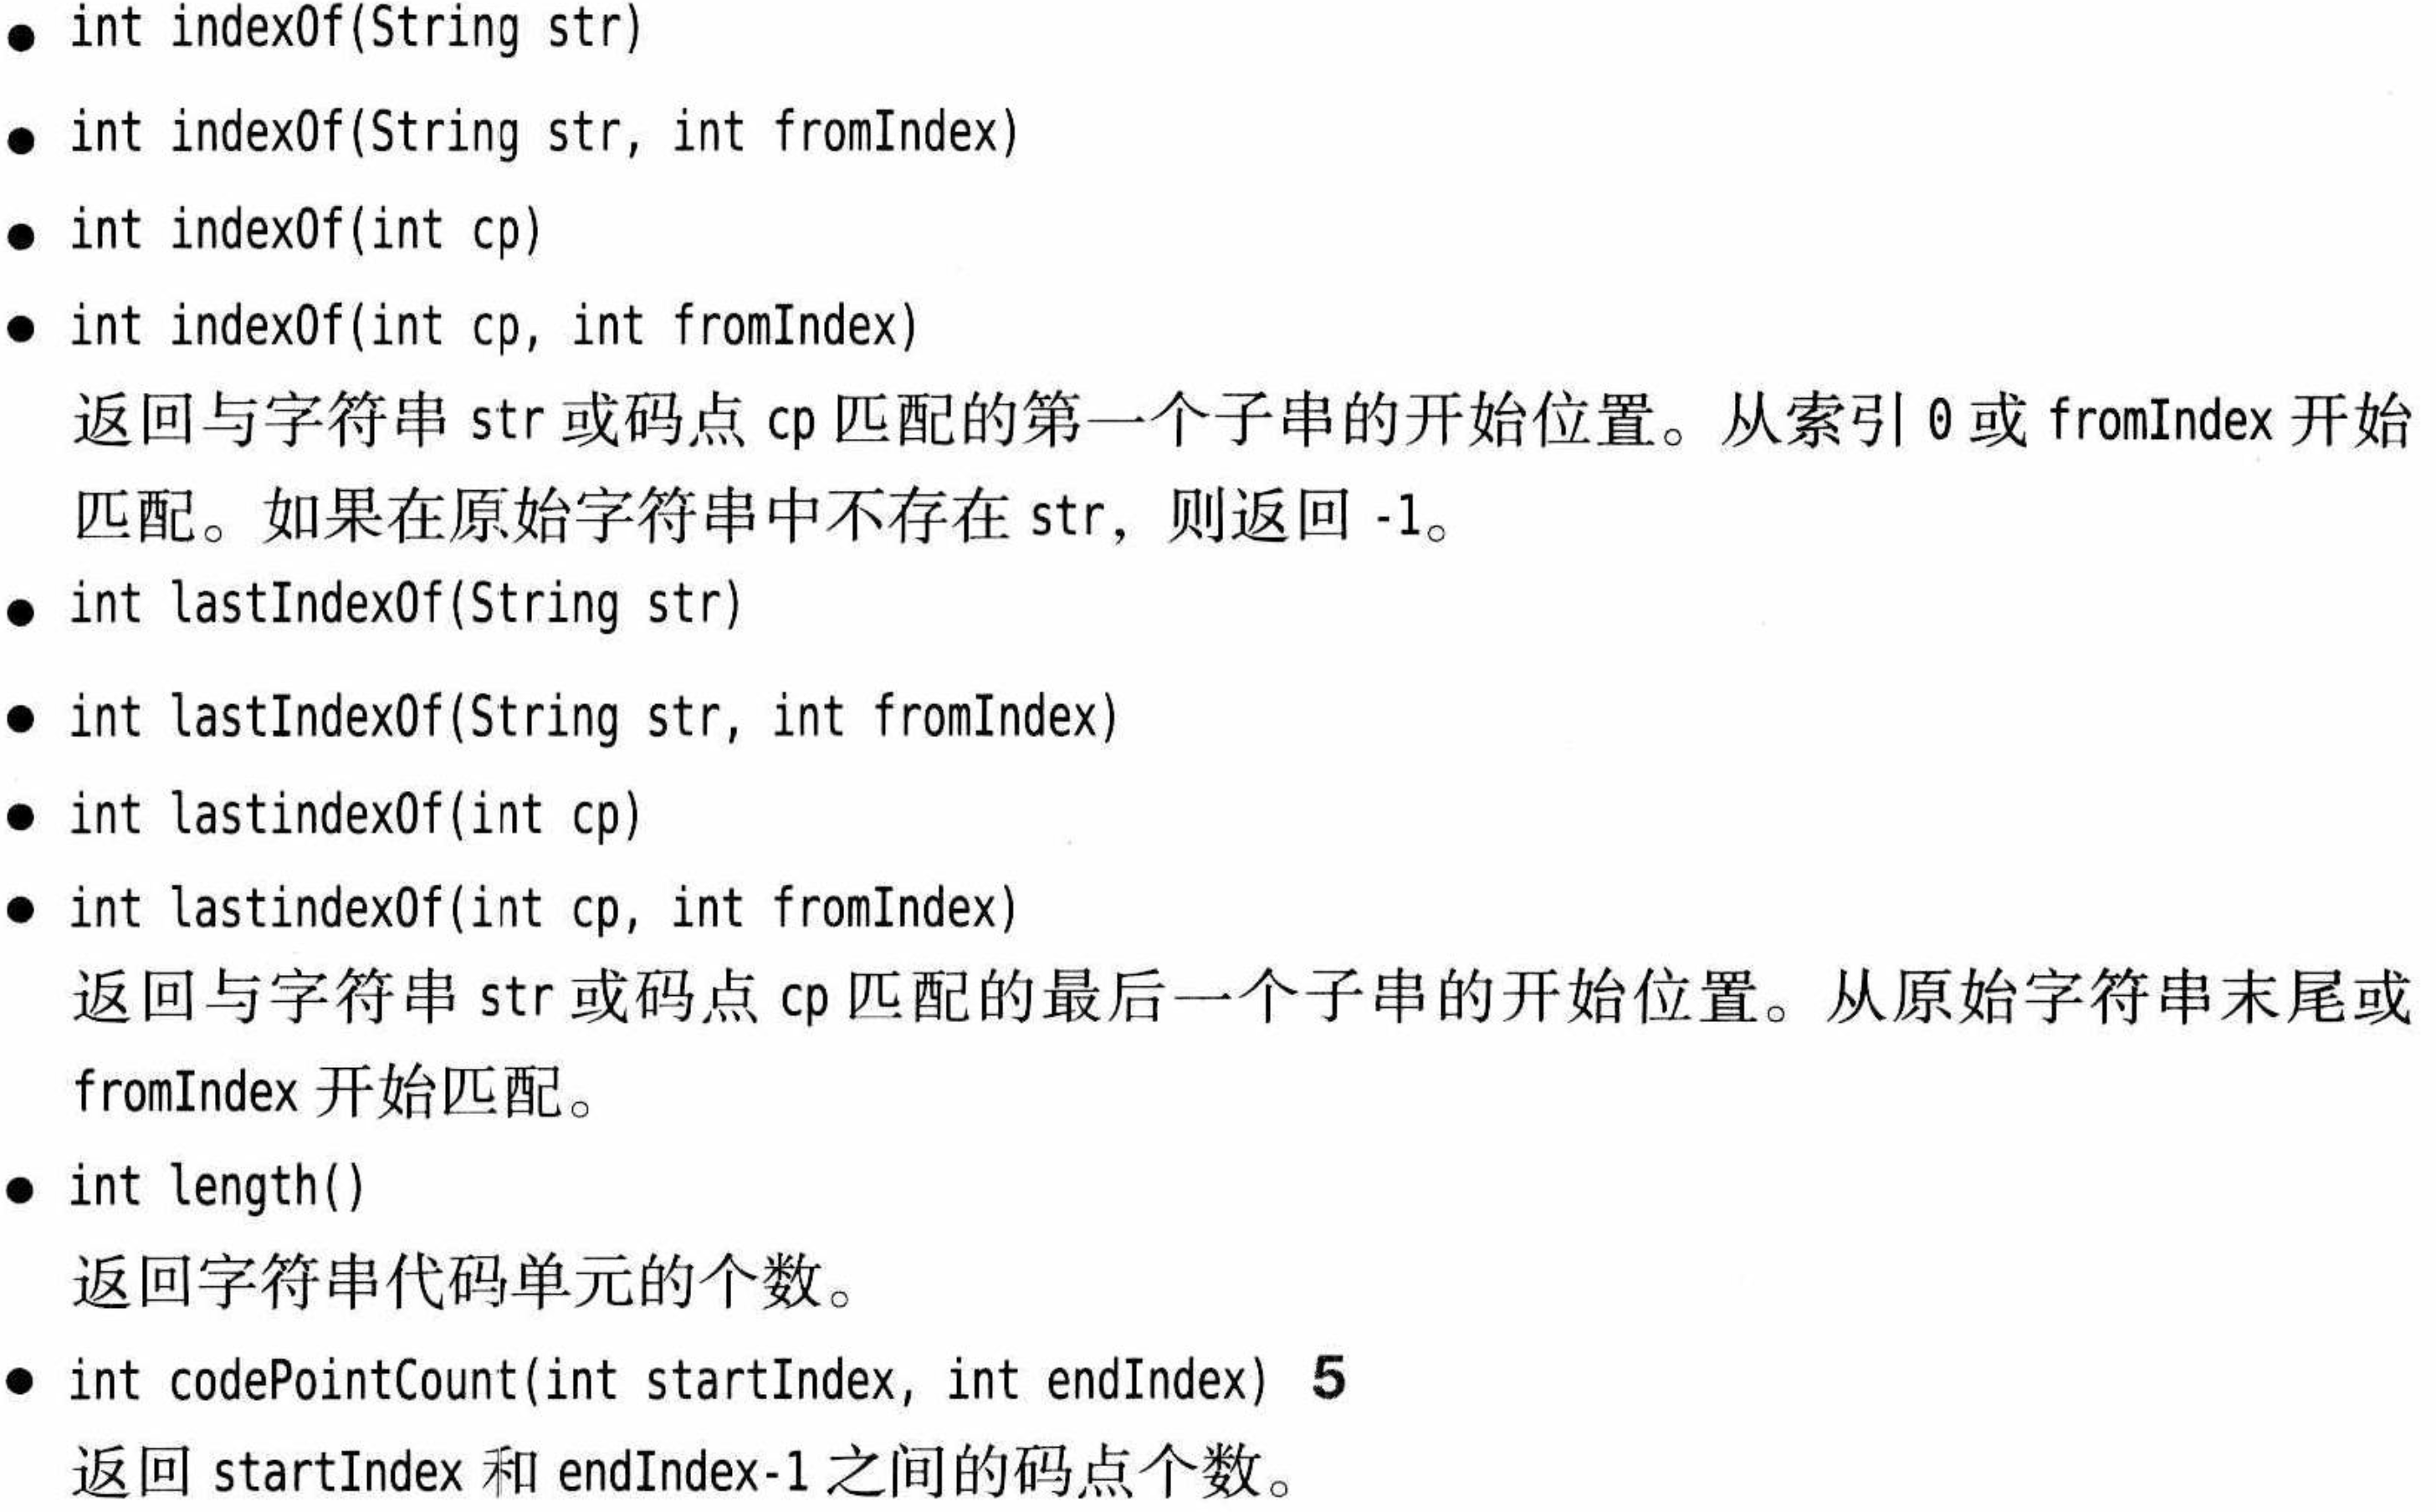 ● int indexOf(String str)
● int indexOf(String str, int fromIndex)
● int indexOf(int cp)
● int indexOf(int cp, int fromIndex)
返回与字符串 str 或码点 cp 匹配的第一个子串的开始位置。从索引 0 或 fromIndex 开始
匹配。如果在原始字符串中不存在 str，则返回 -1。
● int lastIndexOf(String str)
● int lastIndexOf(String str, int fromIndex)
● int lastindexOf(int cp)
● int lastindexOf(int cp, int fromIndex)
返回与字符串 str 或码点 cp 匹配的最后一个子串的开始位置。从原始字符串末尾或
fromIndex 开始匹配。
● int length()
返回字符串代码单元的个数。
● int codePointCount(int startIndex, int endIndex) 5
返回 startIndex 和 endIndex-1 之间的码点个数。